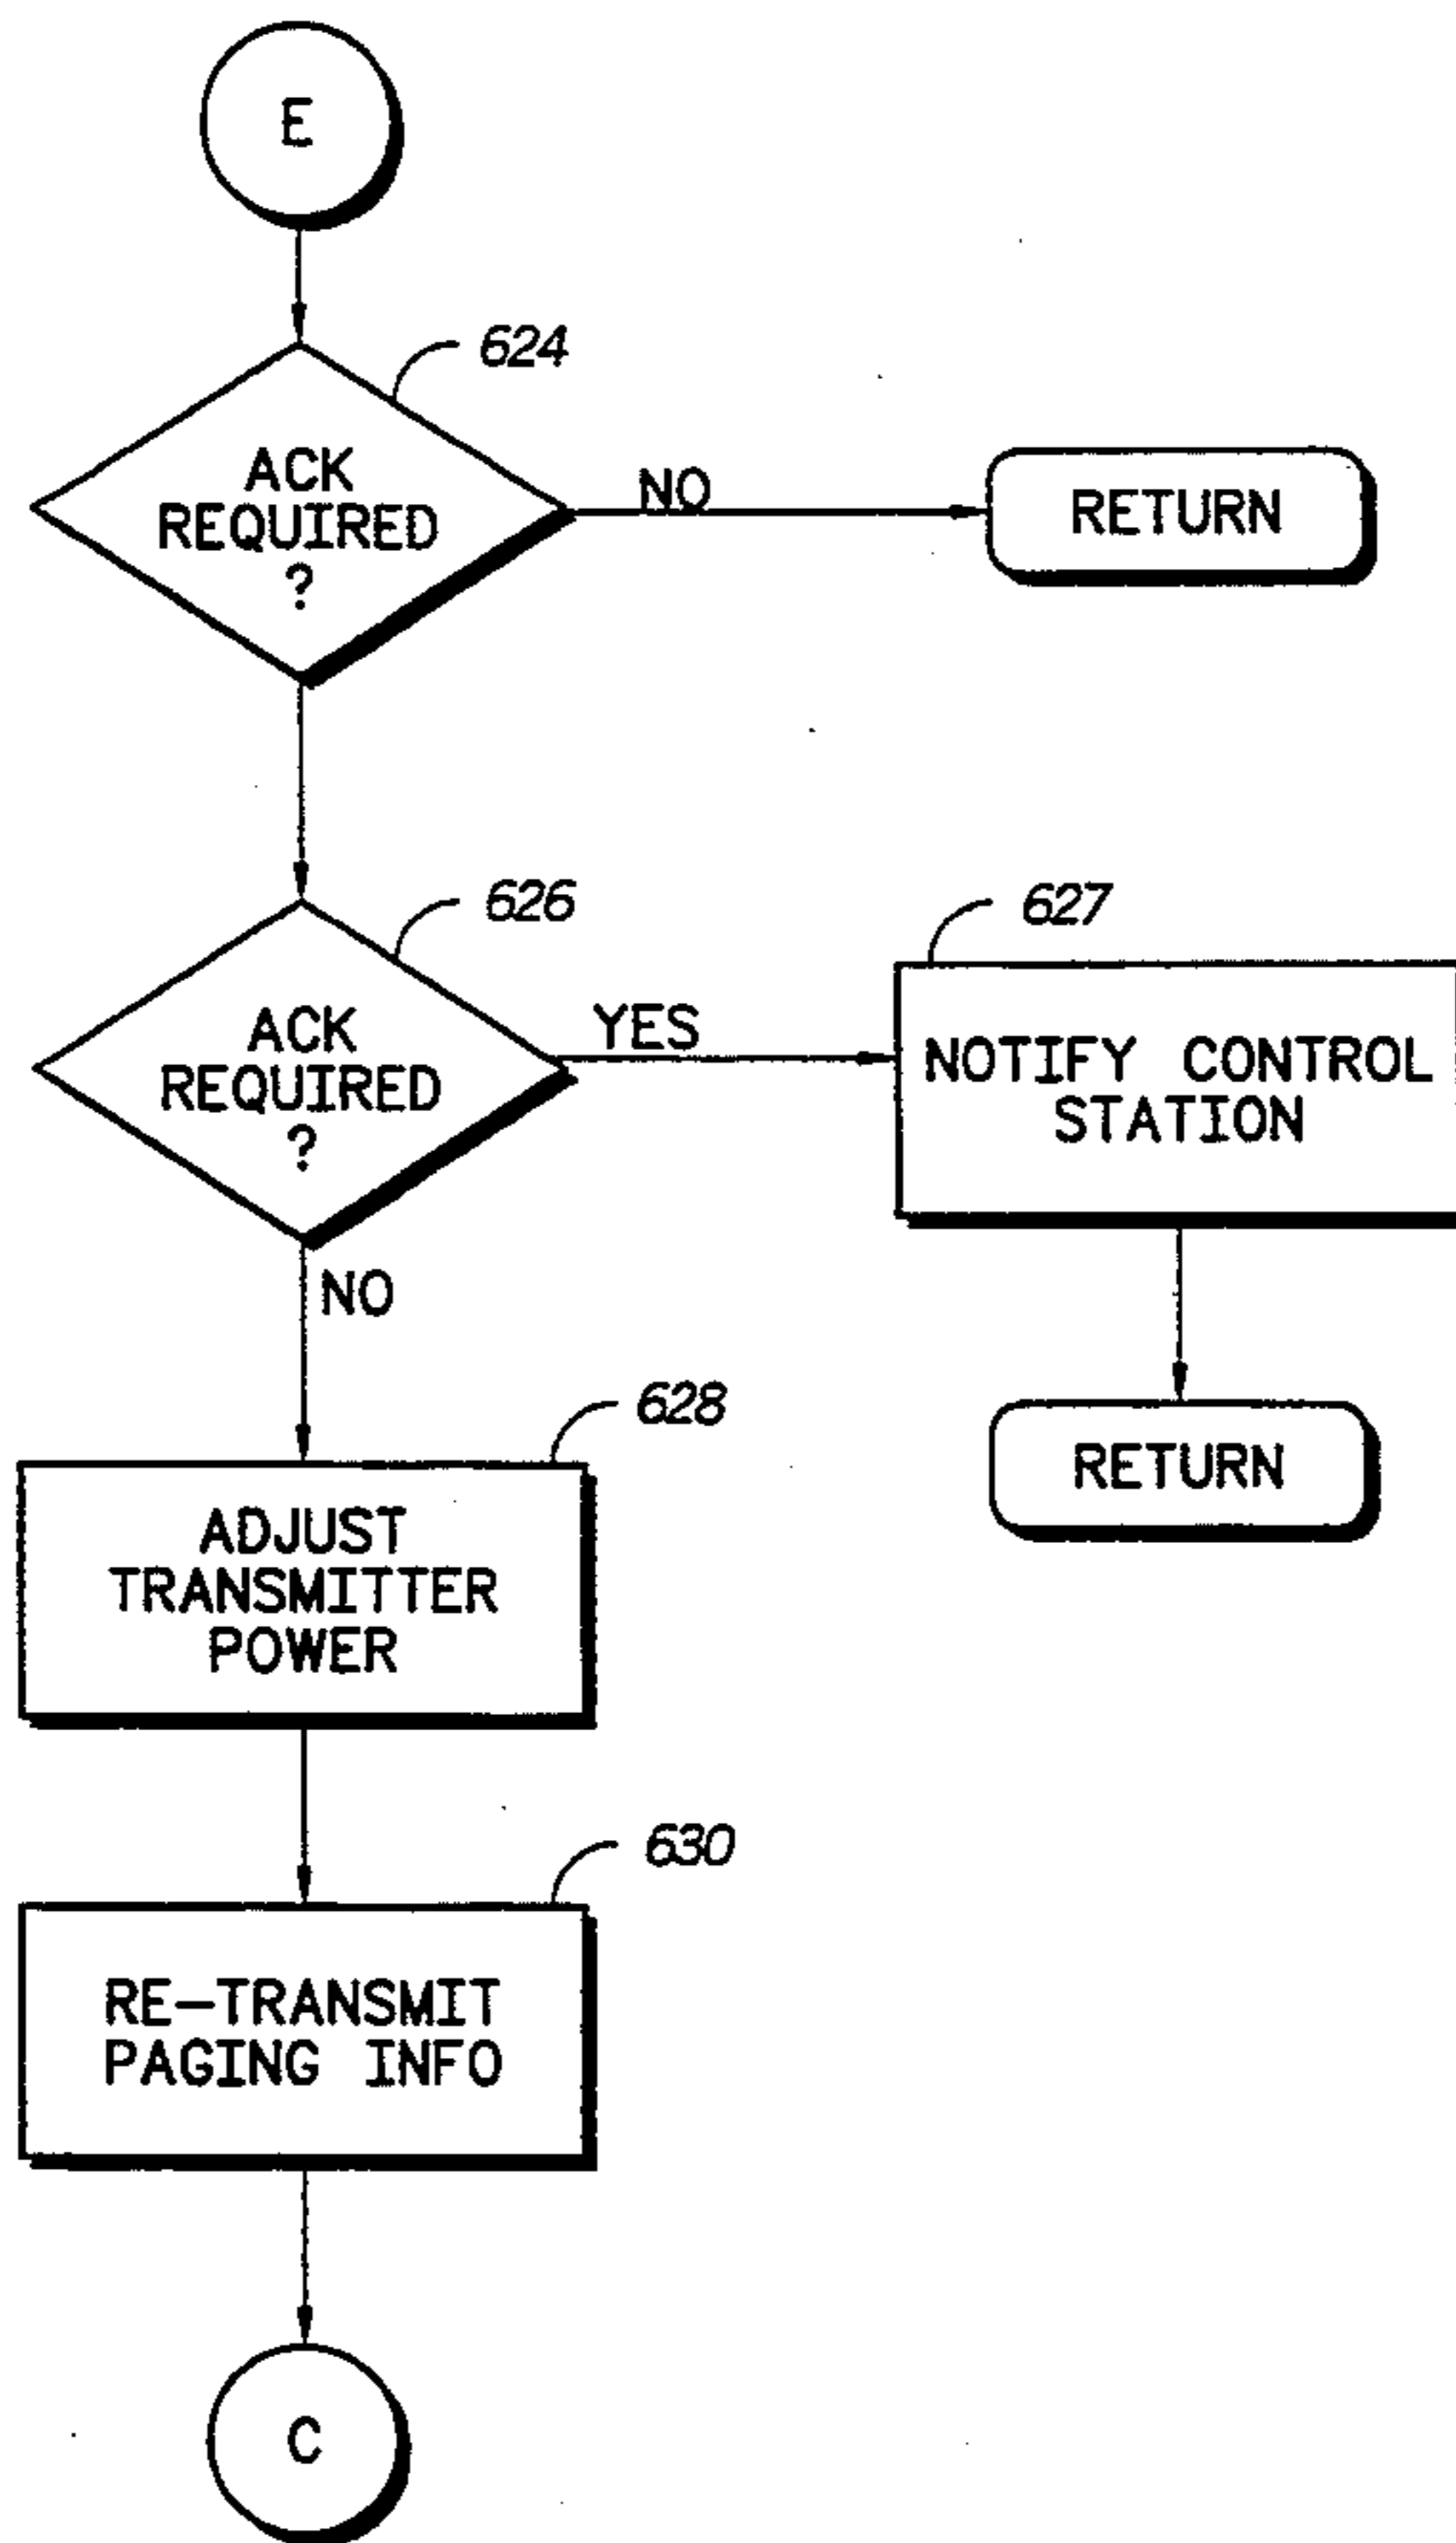 E
624
ACK
REQUIRED
?
NO
RETURN
626
ACK
REQUIRED
?
YES
627
NOTIFY CONTROL
STATION
NO
RETURN
628
ADJUST
TRANSMITTER
POWER
630
RE-TRANSMIT
PAGING INFO
C